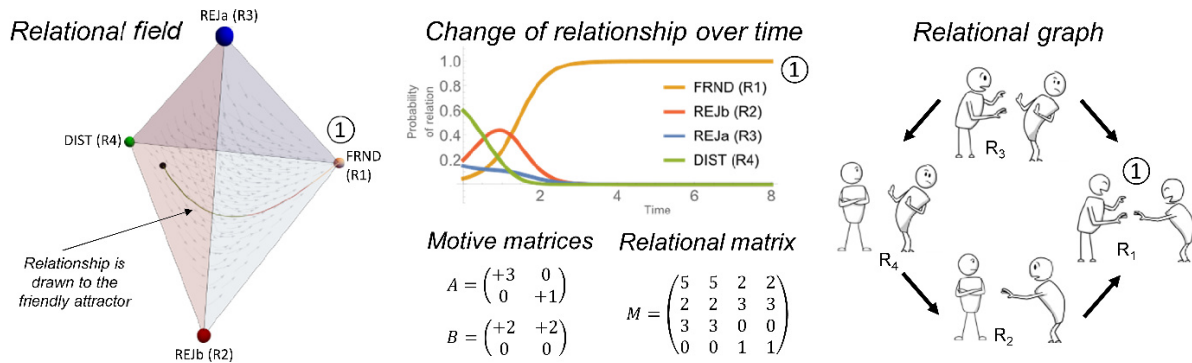 Relational field
REJa (R3)
DIST (R4)
①
FRND
(R1)
Relationship is
drawn to the
friendly attractor
REJb (R2)
Change of relationship over time
1.0
0.8
Probability
of relation
0.6
0.4
0.2
FRND (R1)
REJb (R2)
REJa (R3)
DIST (R4)
①
2 4 6 8
Time
Motive matrices
A = (+3 0
0 +1)
B = (+2 +2
0 0)
Relational matrix
M = (5 5 2 2
2 2 3 3
3 3 0 0
0 0 1 1)
Relational graph
R₃
①
R₄
R₁
R₂